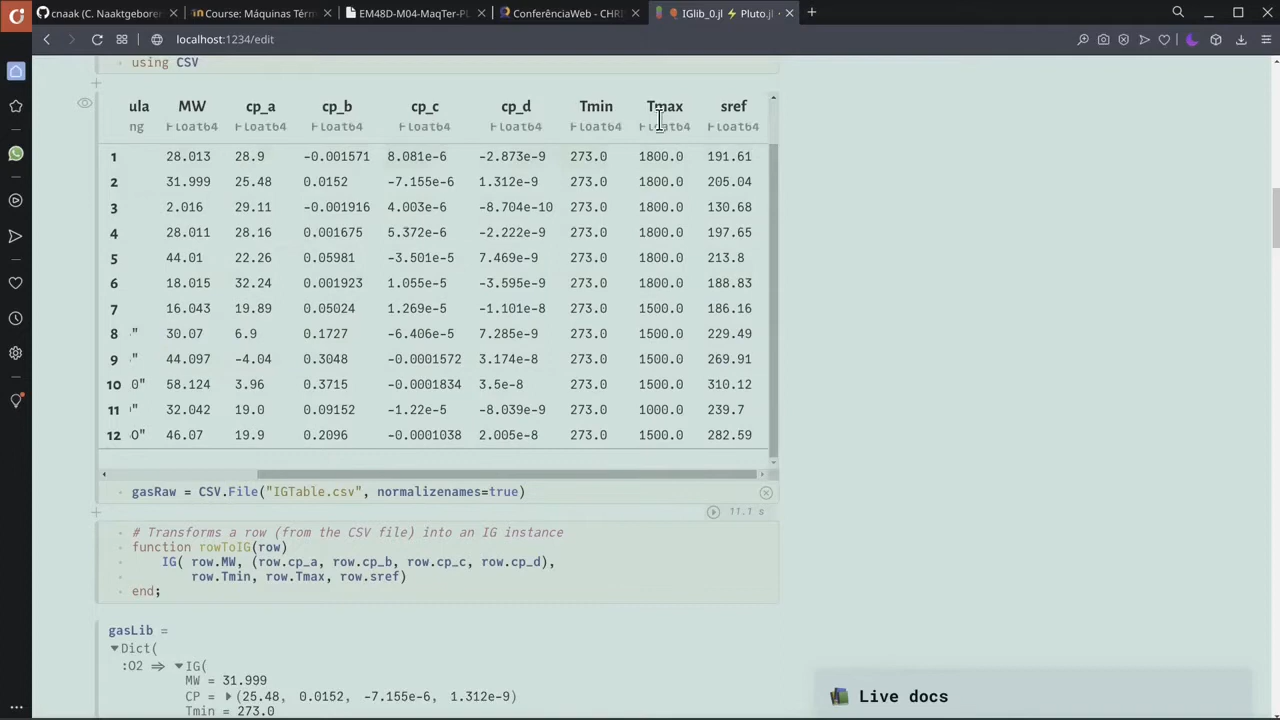 cnaak (C. Naaktgebore
Course: Máquinas Térm
EM48D-M04-MaqTer-PL
ConferênciaWeb - CHRI
IGlib_0.jl ⚡ Pluto.jl
localhost:1234/edit
using CSV
ula MW cp_a cp_b cp_c cp_d Tmin Tmax sref
ng Float64 Float64 Float64 Float64 Float64 Float64 Float64 Float64
1 28.013 28.9 -0.001571 8.081e-6 -2.873e-9 273.0 1800.0 191.61
2 31.999 25.48 0.0152 -7.155e-6 1.312e-9 273.0 1800.0 205.04
3 2.016 29.11 -0.001916 4.003e-6 -8.704e-10 273.0 1800.0 130.68
4 28.011 28.16 0.001675 5.372e-6 -2.222e-9 273.0 1800.0 197.65
5 44.01 22.26 0.05981 -3.501e-5 7.469e-9 273.0 1800.0 213.8
6 18.015 32.24 0.001923 1.055e-5 -3.595e-9 273.0 1800.0 188.83
7 16.043 19.89 0.05024 1.269e-5 -1.101e-8 273.0 1500.0 186.16
8 " 30.07 6.9 0.1727 -6.406e-5 7.285e-9 273.0 1500.0 229.49
9 " 44.097 -4.04 0.3048 -0.0001572 3.174e-8 273.0 1500.0 269.91
10 0" 58.124 3.96 0.3715 -0.0001834 3.5e-8 273.0 1500.0 310.12
11 " 32.042 19.0 0.09152 -1.22e-5 -8.039e-9 273.0 1000.0 239.7
12 0" 46.07 19.9 0.2096 -0.0001038 2.005e-8 273.0 1500.0 282.59
gasRaw = CSV.File("IGTable.csv", normalizenames=true)
11.1 s
# Transforms a row (from the CSV file) into an IG instance
function rowToIG(row)
IG( row.MW, (row.cp_a, row.cp_b, row.cp_c, row.cp_d),
row.Tmin, row.Tmax, row.sref)
end;
gasLib =
Dict(
:O2 => IG(
MW = 31.999
CP = (25.48, 0.0152, -7.155e-6, 1.312e-9)
Tmin = 273.0
Live docs